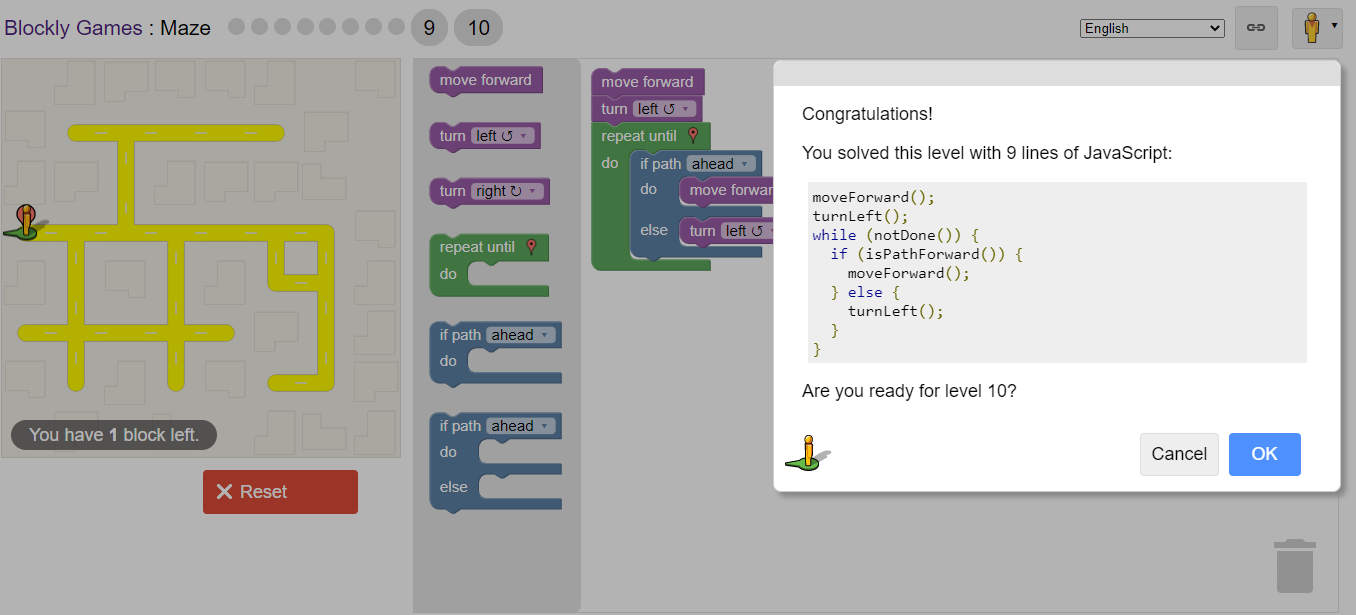 Blockly Games : Maze 9 10 English
move forward
turn left ↺
turn right ↻
repeat until
do
if path ahead
do
if path ahead
do
else
move forward
turn left ↺
repeat until
do if path ahead
do move forwar
else turn left ↺
You have 1 block left.
Reset
Congratulations!
You solved this level with 9 lines of JavaScript:
moveForward();
turnLeft();
while (notDone()) {
if (isPathForward()) {
moveForward();
} else {
turnLeft();
}
}
Are you ready for level 10?
Cancel OK